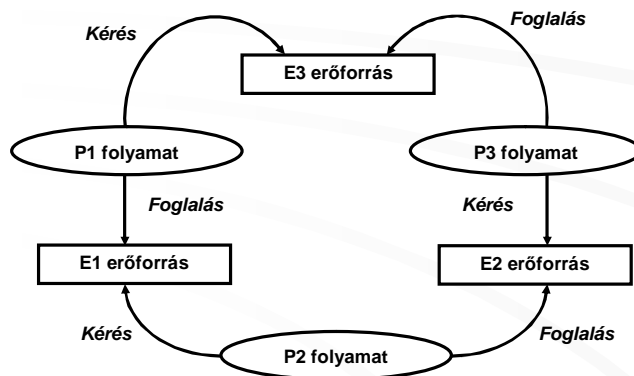 Kérés
Foglalás
E3 erőforrás
P1 folyamat
P3 folyamat
Foglalás
Kérés
E1 erőforrás
E2 erőforrás
Kérés
Foglalás
P2 folyamat